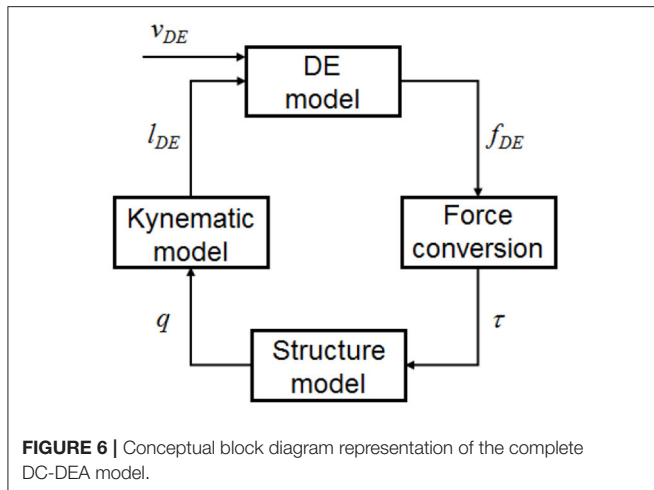 v_DE
DE
model
l_DE
f_DE
Kynematic
model
Force
conversion
q
τ
Structure
model
FIGURE 6 | Conceptual block diagram representation of the complete
DC-DEA model.